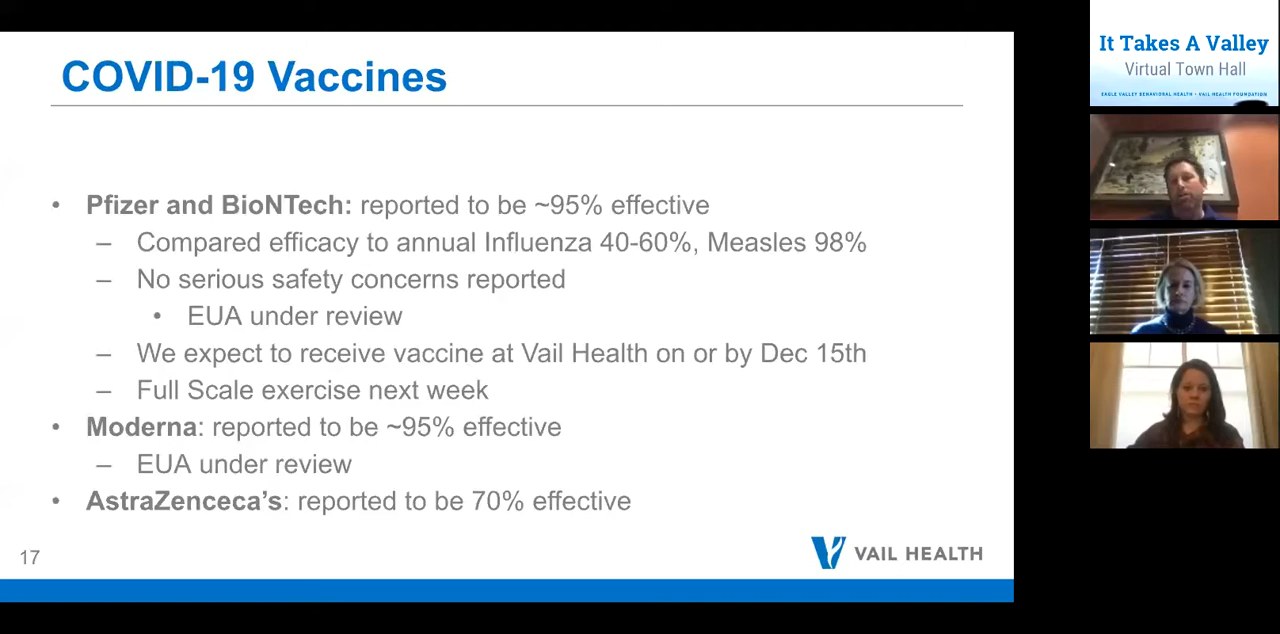 COVID-19 Vaccines
• Pfizer and BioNTech: reported to be ~95% effective
– Compared efficacy to annual Influenza 40-60%, Measles 98%
– No serious safety concerns reported
• EUA under review
– We expect to receive vaccine at Vail Health on or by Dec 15th
– Full Scale exercise next week
• Moderna: reported to be ~95% effective
– EUA under review
• AstraZenceca’s: reported to be 70% effective
17
VAIL HEALTH
It Takes A Valley
Virtual Town Hall
EAGLE VALLEY BEHAVIORAL HEALTH • VAIL HEALTH FOUNDATION